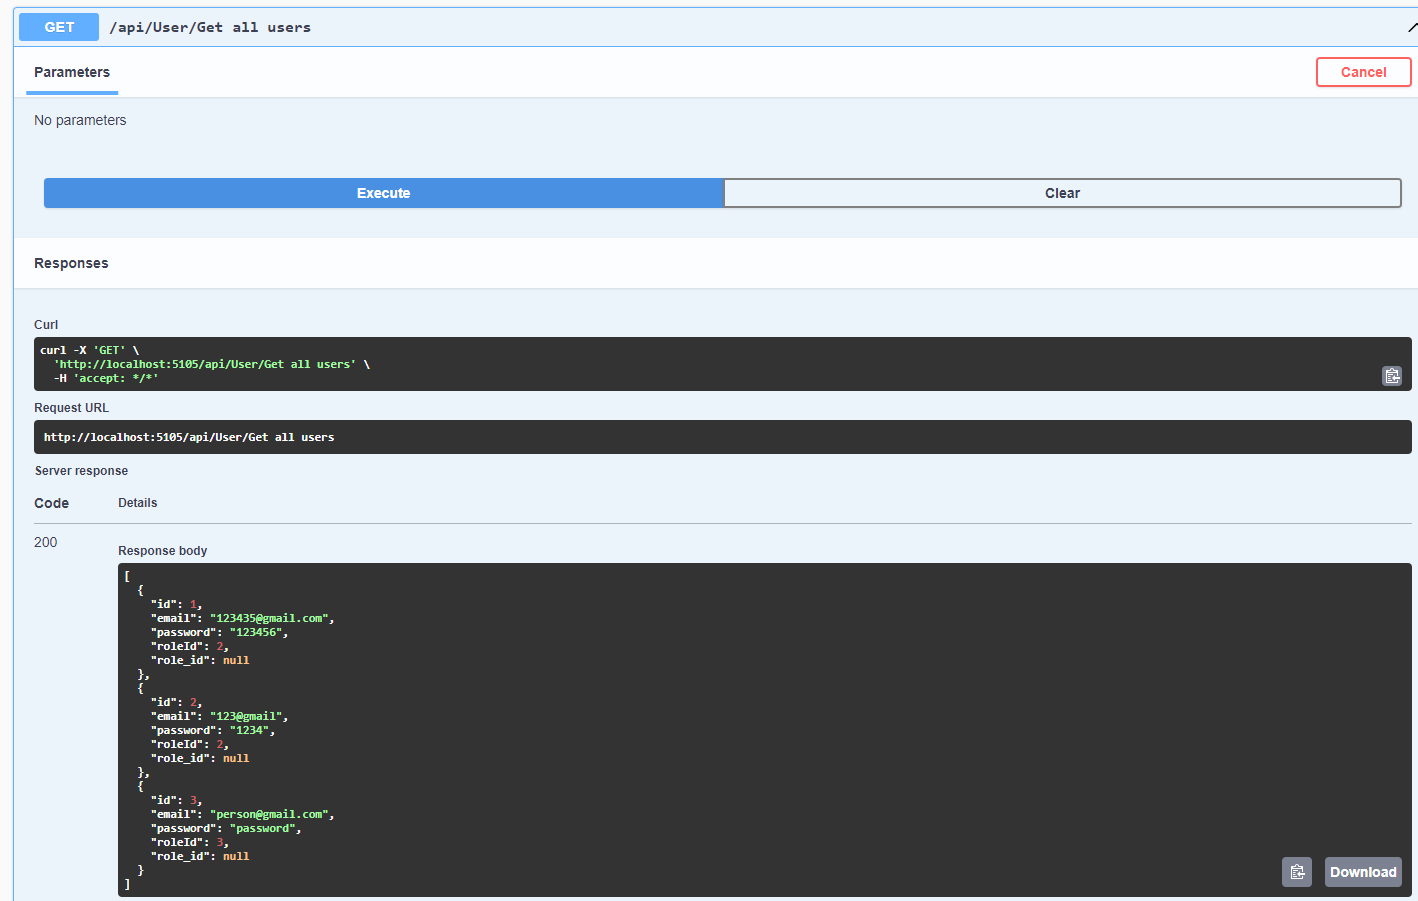 GET /api/User/Get all users
Parameters
Cancel
No parameters
Execute
Clear
Responses
Curl
curl -X 'GET' \
  'http://localhost:5105/api/User/Get all users' \
  -H 'accept: */*'
Request URL
http://localhost:5105/api/User/Get all users
Server response
Code Details
200
Response body
[
  {
    "id": 1,
    "email": "123435@gmail.com",
    "password": "123456",
    "roleId": 2,
    "role_id": null
  },
  {
    "id": 2,
    "email": "123@gmail",
    "password": "1234",
    "roleId": 2,
    "role_id": null
  },
  {
    "id": 3,
    "email": "person@gmail.com",
    "password": "password",
    "roleId": 3,
    "role_id": null
  }
]
Download